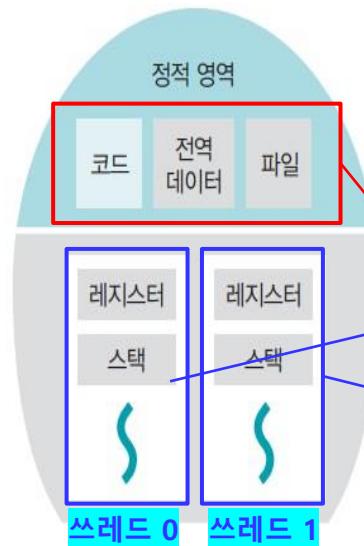 정적 영역
코드
전역
데이터
파일
레지스터
레지스터
스택
스택
쓰레드 0
쓰레드 1